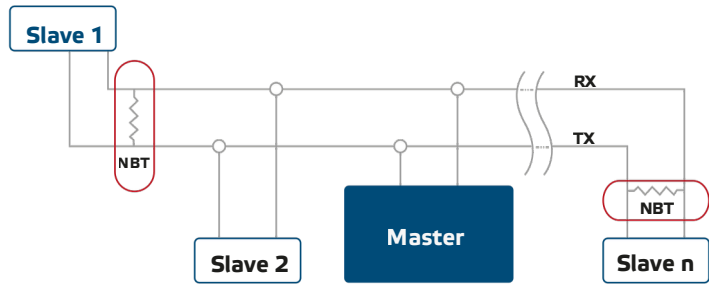 Slave 1
RX
TX
NBT
NBT
Master
Slave 2
Slave n